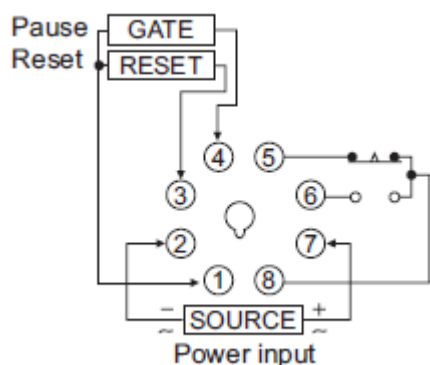 Pause GATE
Reset RESET
4 5
3 6
2 7
1 8
− SOURCE +
~ ~
Power input